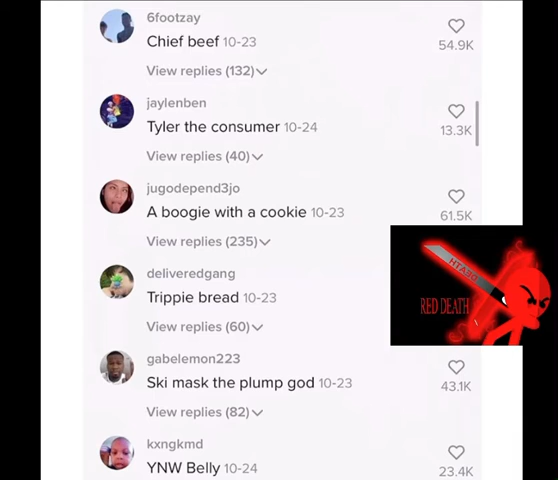 6footzay
Chief beef 10-23
54.9K
View replies (132)
jaylenben
Tyler the consumer 10-24
13.3K
View replies (40)
jugodepend3jo
A boogie with a cookie 10-23
61.5K
View replies (235)
deliveredgang
Trippie bread 10-23
View replies (60)
DEATH
RED DEATH
gabelemon223
Ski mask the plump god 10-23
43.1K
View replies (82)
kxngkmd
YNW Belly 10-24
23.4K